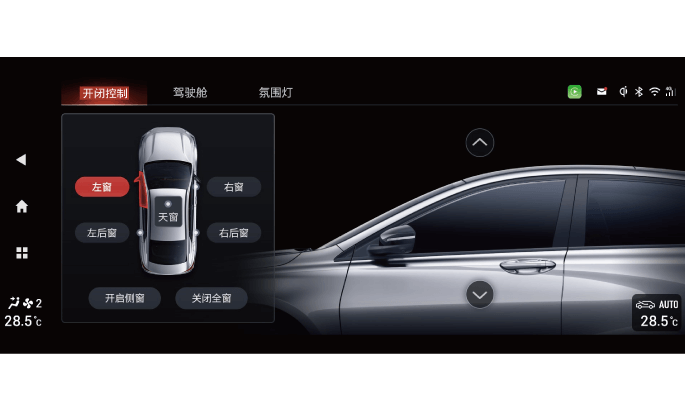 开闭控制 驾驶舱 氛围灯
左窗 右窗
天窗
左后窗 右后窗
开启侧窗 关闭全窗
2
28.5°C
AUTO
28.5°C